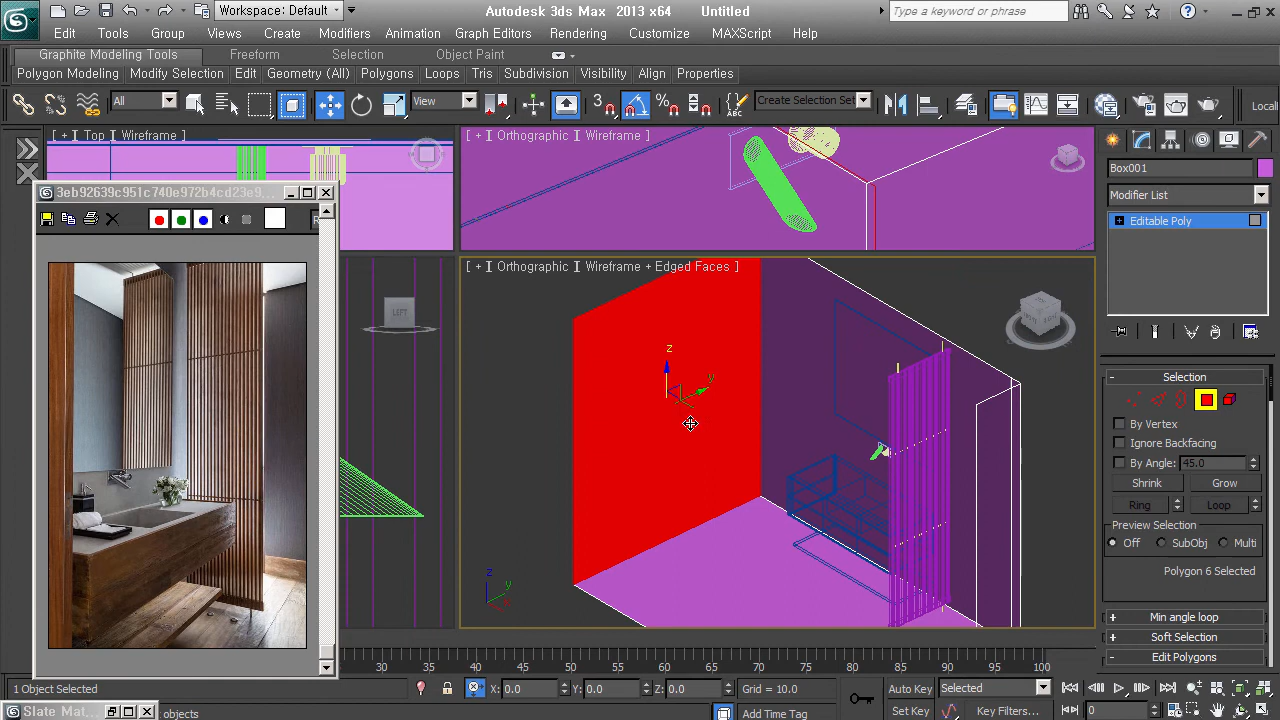 Workspace: Default
Autodesk 3ds Max 2013 x64 Untitled
Type a keyword or phrase
Edit Tools Group Views Create Modifiers Animation Graph Editors Rendering Customize MAXScript Help
Graphite Modeling Tools Freeform Selection Object Paint
Polygon Modeling Modify Selection Edit Geometry (All) Polygons Loops Tris Subdivision Visibility Align Properties
All View 3 Create Selection Set Local
[ + ] Top ] Wireframe ]
[ + ] Orthographic ] Wireframe ]
Box001
3eb92639c951c740e972b4cd23e9,...
Modifier List
Editable Poly
[ + ] Orthographic ] Wireframe + Edged Faces ]
LEFT
z
y
Selection
By Vertex
Ignore Backfacing
By Angle: 45.0
Shrink Grow
Ring Loop
Preview Selection
Off SubObj Multi
Polygon 6 Selected
z
y
Min angle loop
Soft Selection
Edit Polygons
30 35 40 45 50 55 60 65 70 75 80 85 90 95 100
1 Object Selected X: 0.0 Y: 0.0 Z: 0.0 Grid = 10.0 Auto Key Selected
Slate Mat... objects Add Time Tag Set Key Key Filters... 0